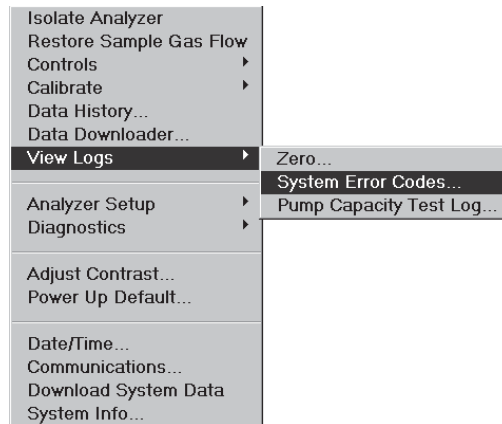 Isolate Analyzer
Restore Sample Gas Flow
Controls
Calibrate
Data History...
Data Downloader...
View Logs
Zero...
System Error Codes...
Pump Capacity Test Log...
Analyzer Setup
Diagnostics
Adjust Contrast...
Power Up Default...
Date/Time...
Communications...
Download System Data
System Info...